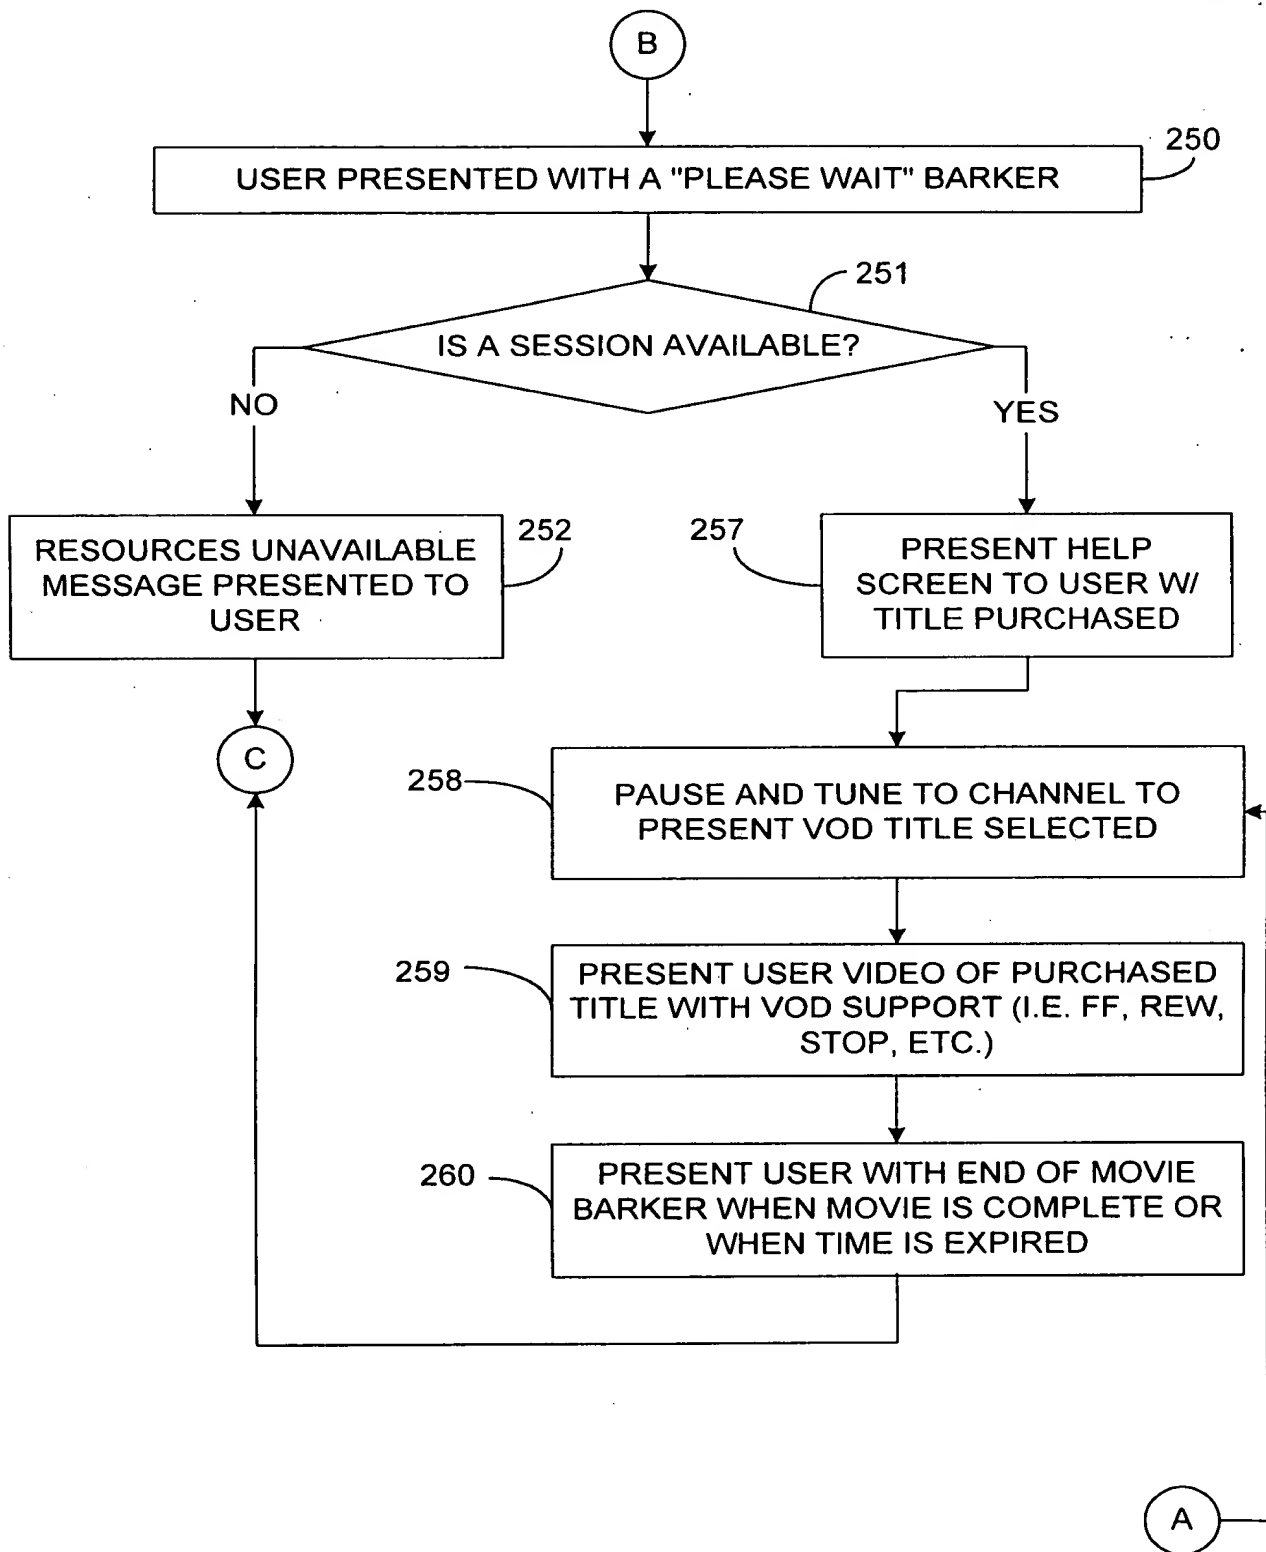 B
250
USER PRESENTED WITH A "PLEASE WAIT" BARKER
251
IS A SESSION AVAILABLE?
NO
YES
252
RESOURCES UNAVAILABLE
MESSAGE PRESENTED TO
USER
257
PRESENT HELP
SCREEN TO USER W/
TITLE PURCHASED
C
258
PAUSE AND TUNE TO CHANNEL TO
PRESENT VOD TITLE SELECTED
259
PRESENT USER VIDEO OF PURCHASED
TITLE WITH VOD SUPPORT (I.E. FF, REW,
STOP, ETC.)
260
PRESENT USER WITH END OF MOVIE
BARKER WHEN MOVIE IS COMPLETE OR
WHEN TIME IS EXPIRED
A